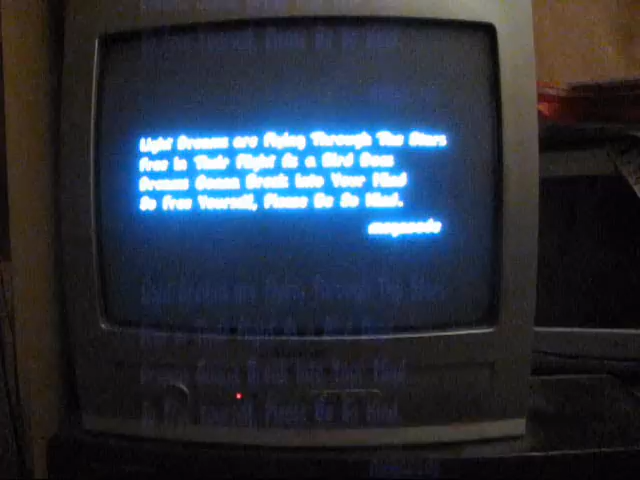 Light Dreams are Flying Through The Stars
Free in Their Flight As a Bird Does
Dreams Gonna Break Into Your Mind
So Free Yourself, Please Be So Kind.